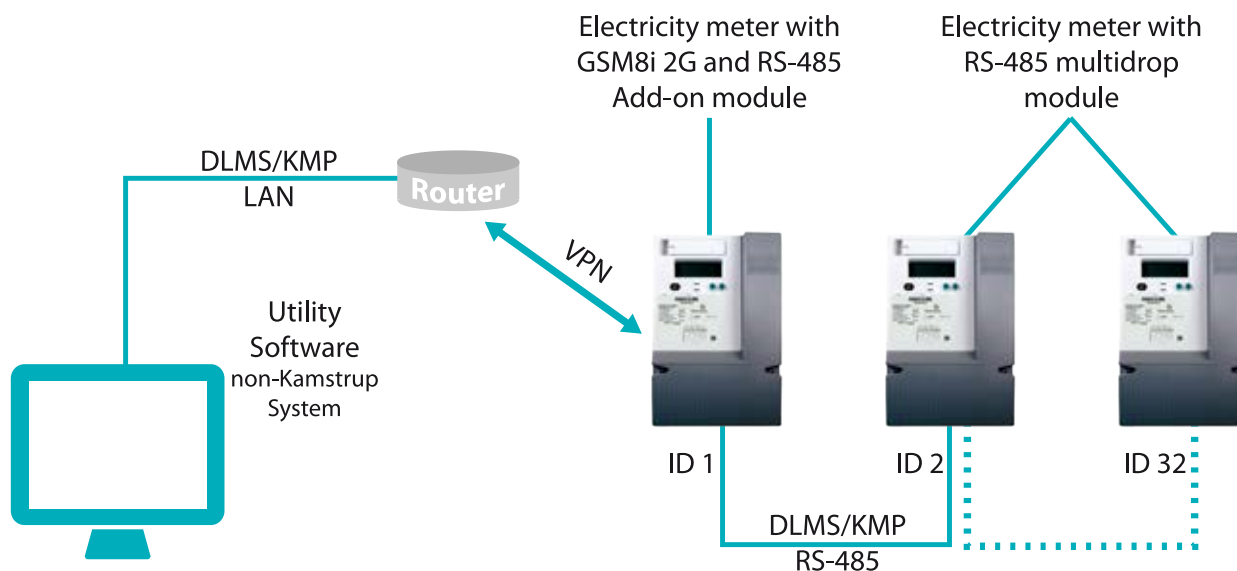 Electricity meter with
GSM8i 2G and RS-485
Add-on module
Electricity meter with
RS-485 multidrop
module
DLMS/KMP
LAN
Router
VPN
Utility
Software
non-Kamstrup
System
ID 1
ID 2
ID 32
DLMS/KMP
RS-485